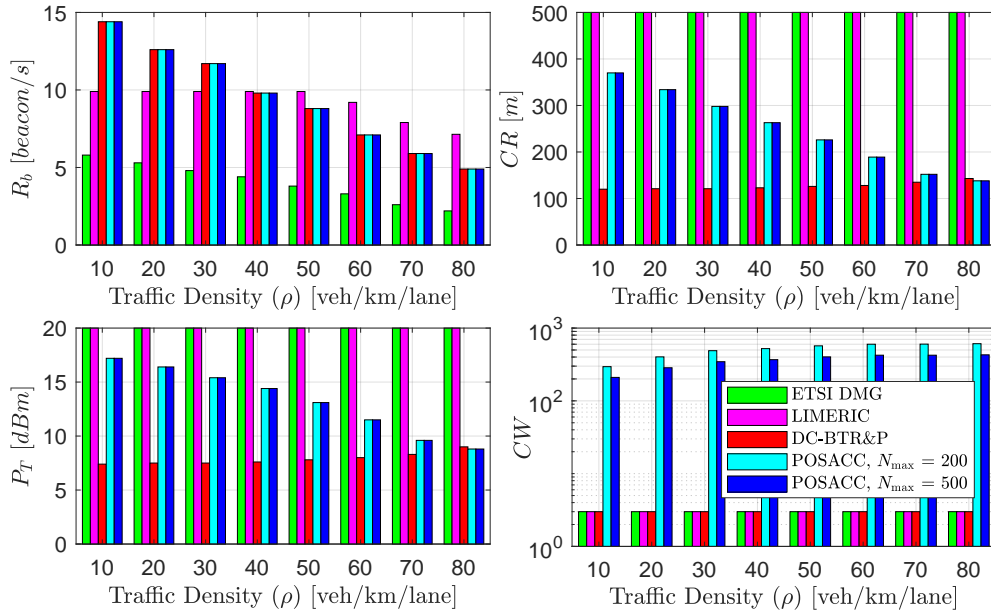 15
10
5
0
R_b [beacon/s]
10 20 30 40 50 60 70 80
Traffic Density (ρ) [veh/km/lane]
500
400
300
200
100
0
CR [m]
10 20 30 40 50 60 70 80
Traffic Density (ρ) [veh/km/lane]
20
15
10
5
0
P_T [dBm]
10 20 30 40 50 60 70 80
Traffic Density (ρ) [veh/km/lane]
10^3
10^2
10^0
CW
ETSI DMG
LIMERIC
DC-BTR&P
POSACC, N_max = 200
POSACC, N_max = 500
10 20 30 40 50 60 70 80
Traffic Density (ρ) [veh/km/lane]